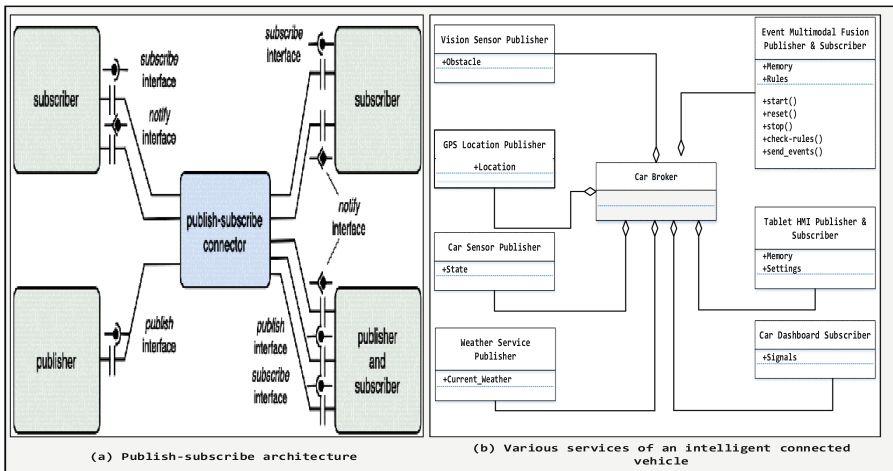 subscriber
subscribe
interface
notify
interface
subscribe
interface
subscriber
publish-subscribe
connector
notify
interface
publisher
publish
interface
publish
interface
subscribe
interface
publisher
and
subscriber
(a) Publish-subscribe architecture
Vision Sensor Publisher
+Obstacle
GPS Location Publisher
+Location
Car Sensor Publisher
+State
Weather Service
Publisher
+Current_Weather
Car Broker
Event Multimodal Fusion
Publisher & Subscriber
+Memory
+Rules
+start()
+reset()
+stop()
+check-rules()
+send_events()
Tablet HMI Publisher &
Subscriber
+Memory
+Settings
Car Dashboard Subscriber
+Signals
(b) Various services of an intelligent connected
vehicle